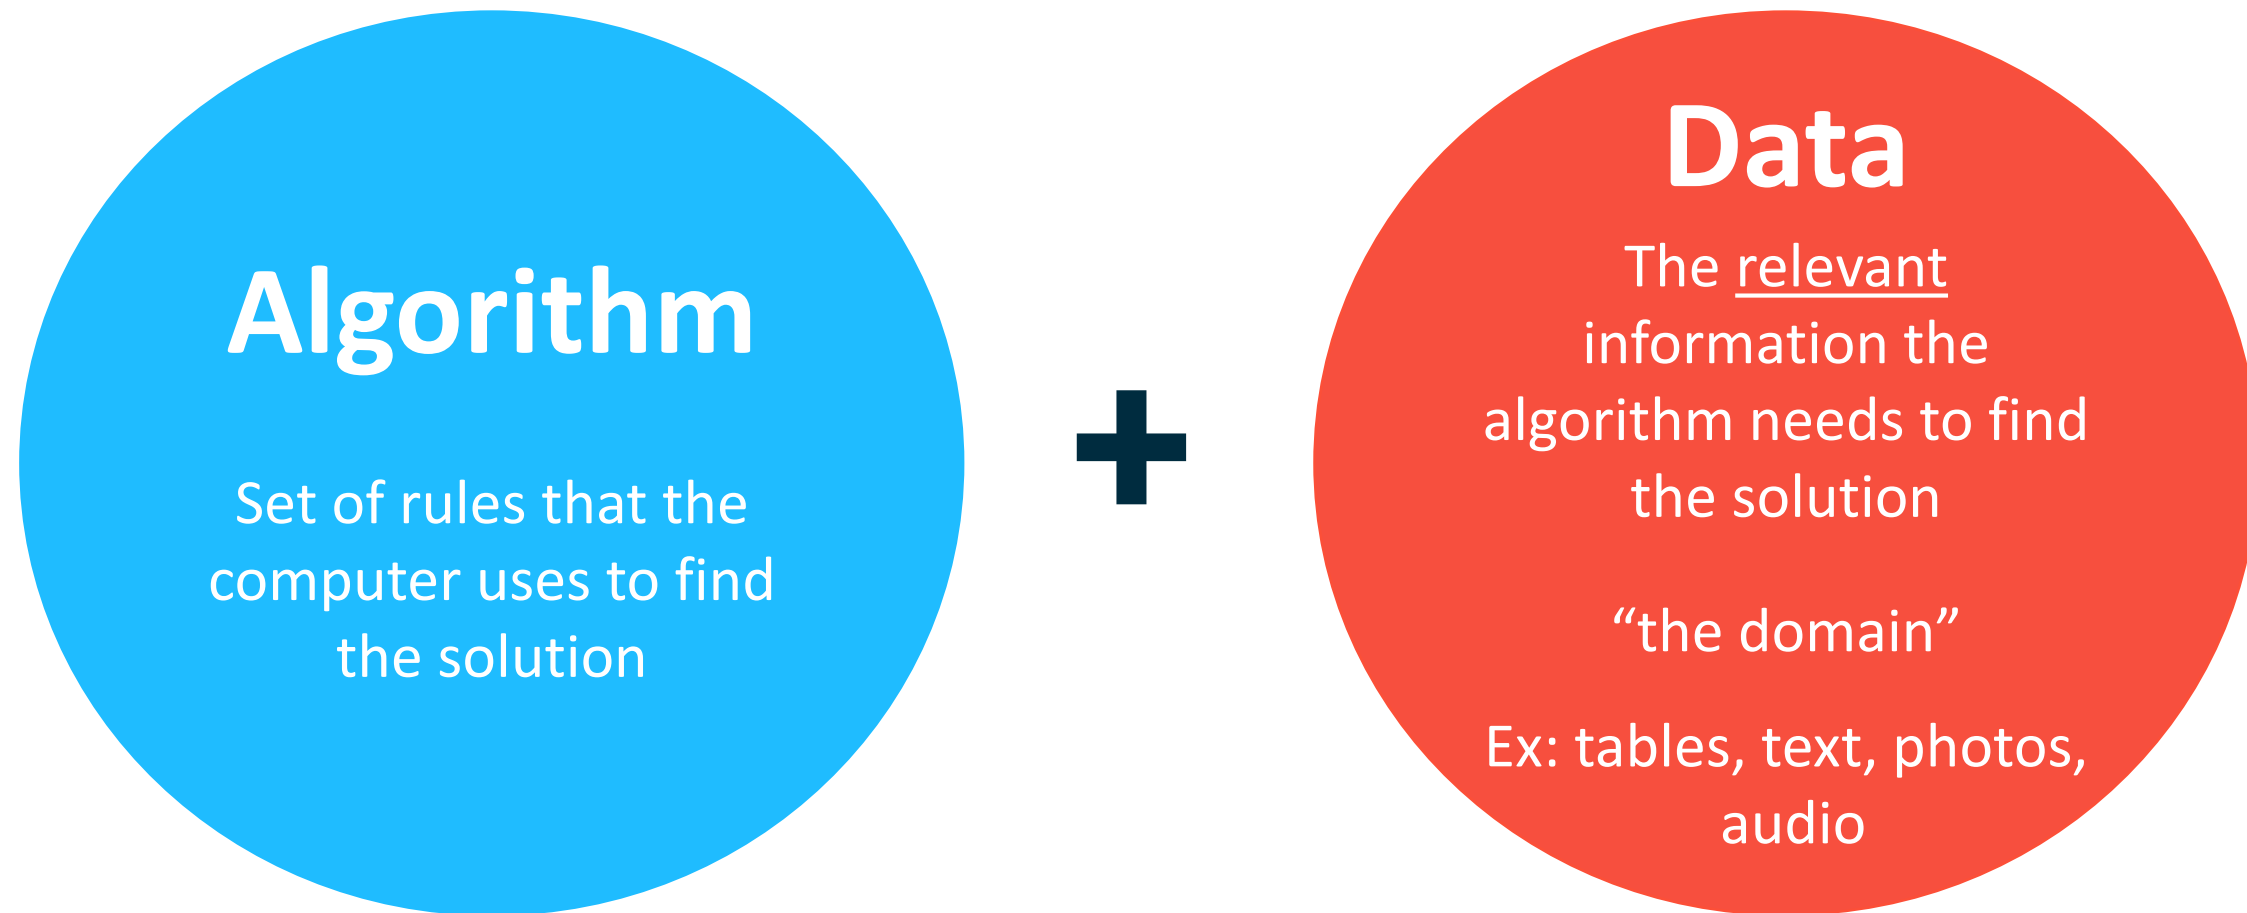 Algorithm
Set of rules that the
computer uses to find
the solution
Data
The relevant
information the
algorithm needs to find
the solution
“the domain”
Ex: tables, text, photos,
audio